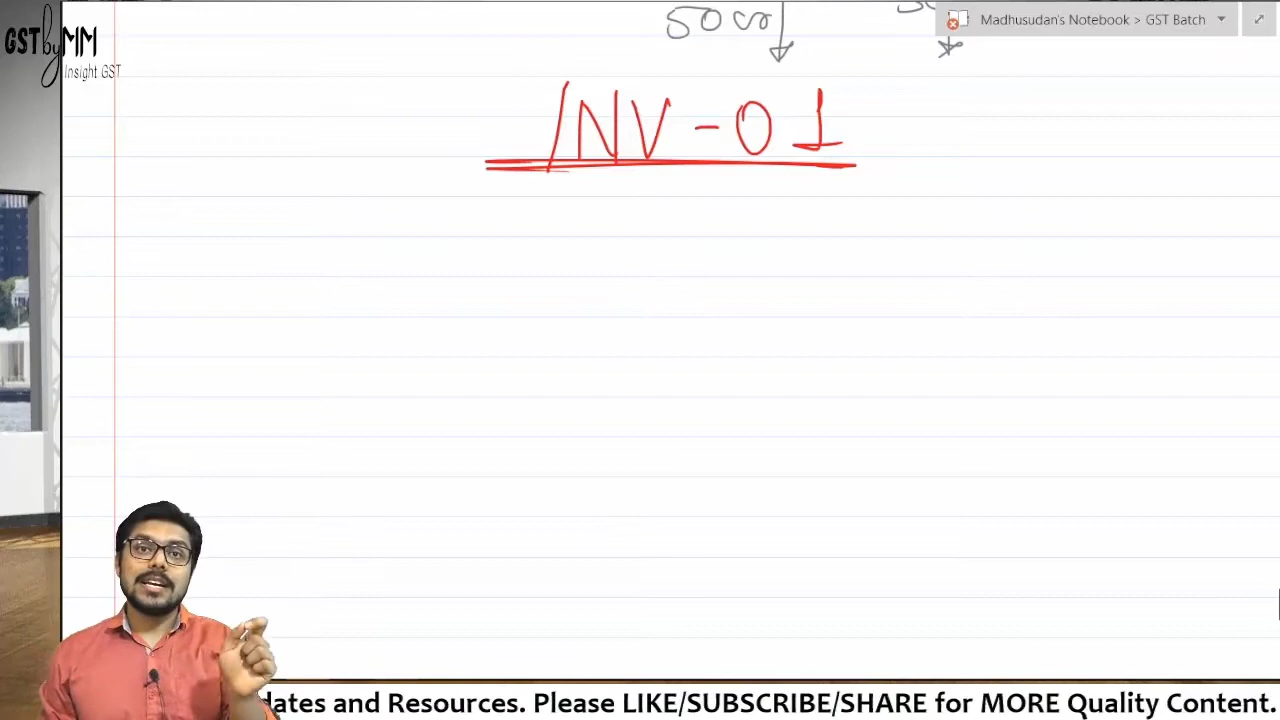 50 cr
Madhusudan's Notebook > GST Batch
GST by MM
Insight GST
INV-01
dates and Resources. Please LIKE/SUBSCRIBE/SHARE for MORE Quality Content.